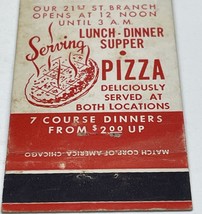 OUR 21ST ST. BRANCH
OPENS AT 12 NOON
UNTIL 3 A.M.
Serving
LUNCH - DINNER
SUPPER
•
PIZZA
DELICIOUSLY
SERVED AT
BOTH LOCATIONS
7 COURSE DINNERS
FROM $2.00 UP
MATCH CORP. OF AMERICA, CHICAGO